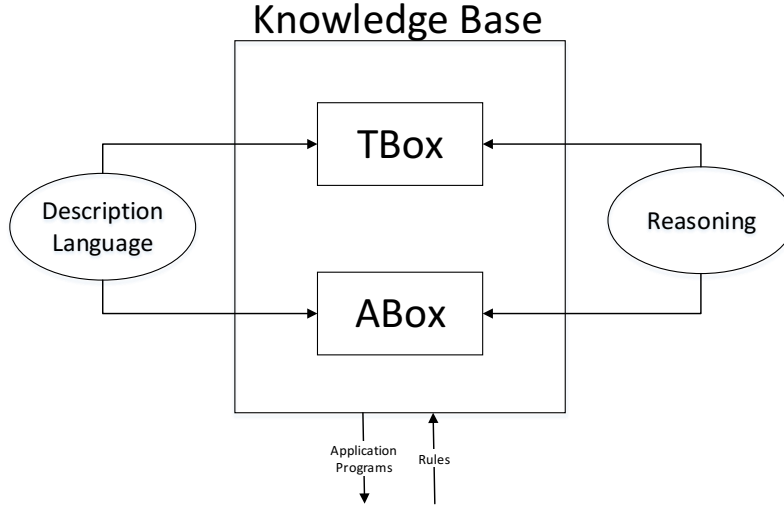 Knowledge Base
TBox
Description
Language
Reasoning
ABox
Application
Programs
Rules